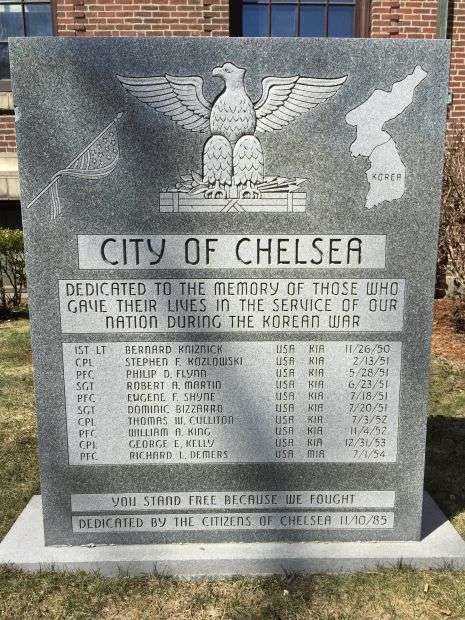 KOREA
CITY OF CHELSEA
DEDICATED TO THE MEMORY OF THOSE WHO
GAVE THEIR LIVES IN THE SERVICE OF OUR
NATION DURING THE KOREAN WAR
1ST LT BERNARD KNIZNICK USA KIA 11/26/50
CPL STEPHEN F. KOZLOWSKI USA KIA 2/13/51
PFC PHILIP D. FLYNN USA KIA 5/28/51
SGT ROBERT A. MARTIN USA KIA 6/23/51
PFC EWGENE F. SHYNE USA KIA 7/18/51
SGT DOMINIC BIZZARRO USA KIA 7/20/51
CPL THOMAS W. CULLITON USA KIA 7/3/52
PFC WILLIAM A. KING USA KIA 11/4/52
CPL GEORGE E. KELLY USA KIA 12/31/53
PFC RICHARD L. DEMERS USA MIA 7/1/54
YOU STAND FREE BECAUSE WE FOUGHT
DEDICATED BY THE CITIZENS OF CHELSEA 11/10/85